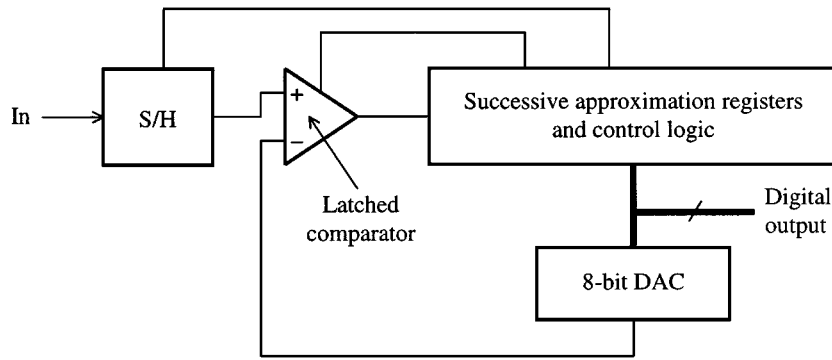 In
S/H
+
−
Successive approximation registers
and control logic
Latched
comparator
Digital
output
8-bit DAC